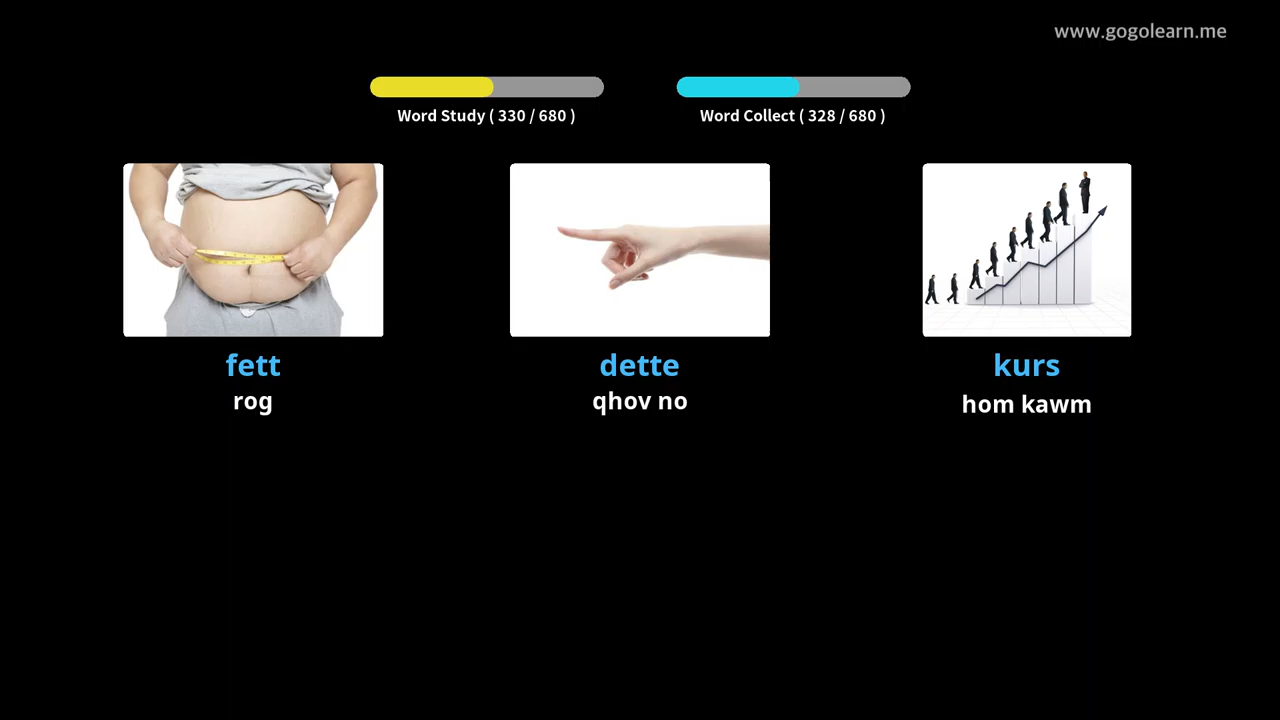 www.gogolearn.me
Word Study ( 330 / 680 )
Word Collect ( 328 / 680 )
fett
rog
dette
qhov no
kurs
hom kawm